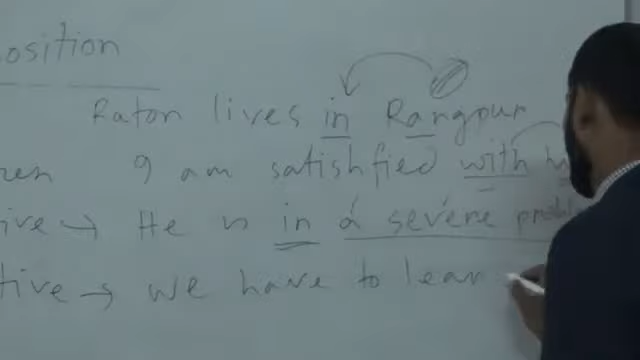 osition
Raton lives in Rangpur
ren I am satisfied with
ive → He is in a severe proble
tive → we have to lear